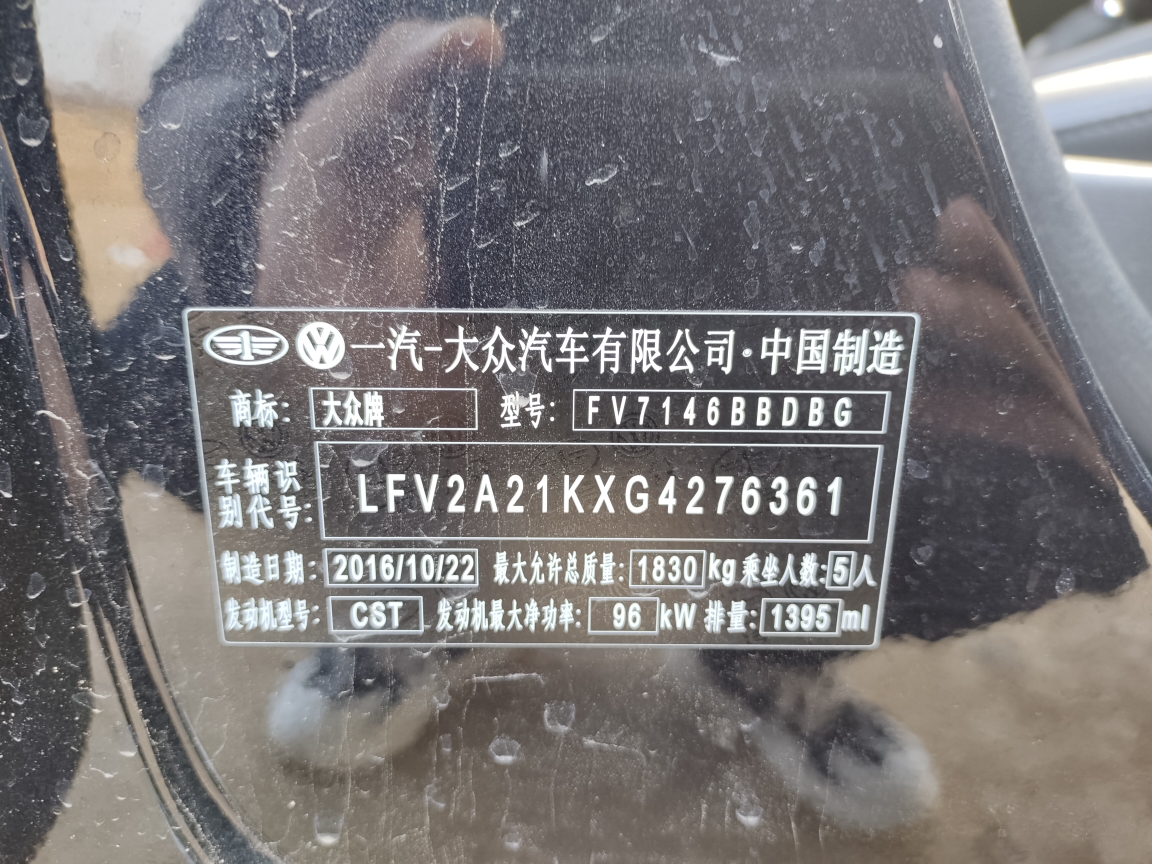 一汽-大众汽车有限公司·中国制造
商标: 大众牌 型号: FV7146BBDBG
车辆识别代号: LFV2A21KXG4276361
制造日期: 2016/10/22 最大允许总质量: 1830 kg 乘坐人数: 5 人
发动机型号: CST 发动机最大净功率: 96 kW 排量: 1395 ml